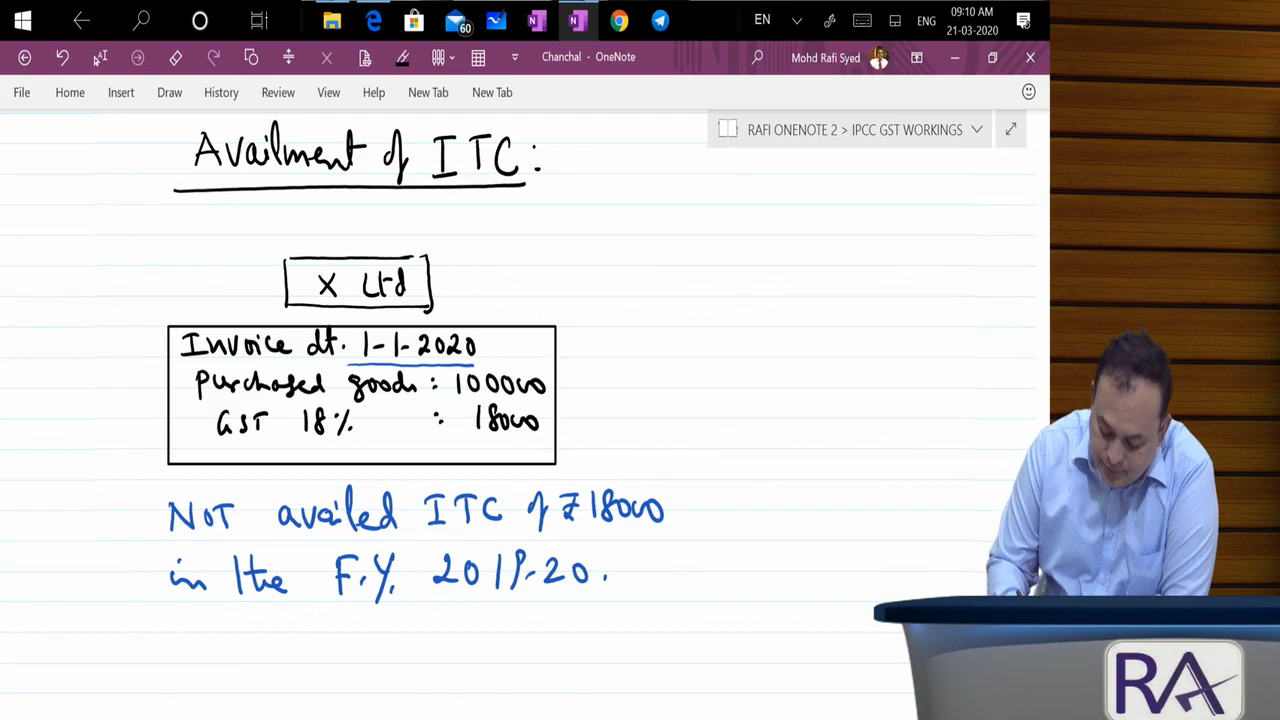 EN
ENG
09:10 AM
21-03-2020
60
Chanchal - OneNote
Mohd Rafi Syed
File Home Insert Draw History Review View Help New Tab New Tab
RAFI ONENOTE 2 > IPCC GST WORKINGS
Availment of ITC:
X Ltd
Invoice dt. 1-1-2020
Purchased goods : 100000
GST 18% : 18000
NOT availed ITC of ₹18000
in the F.Y. 2019-20.
RA